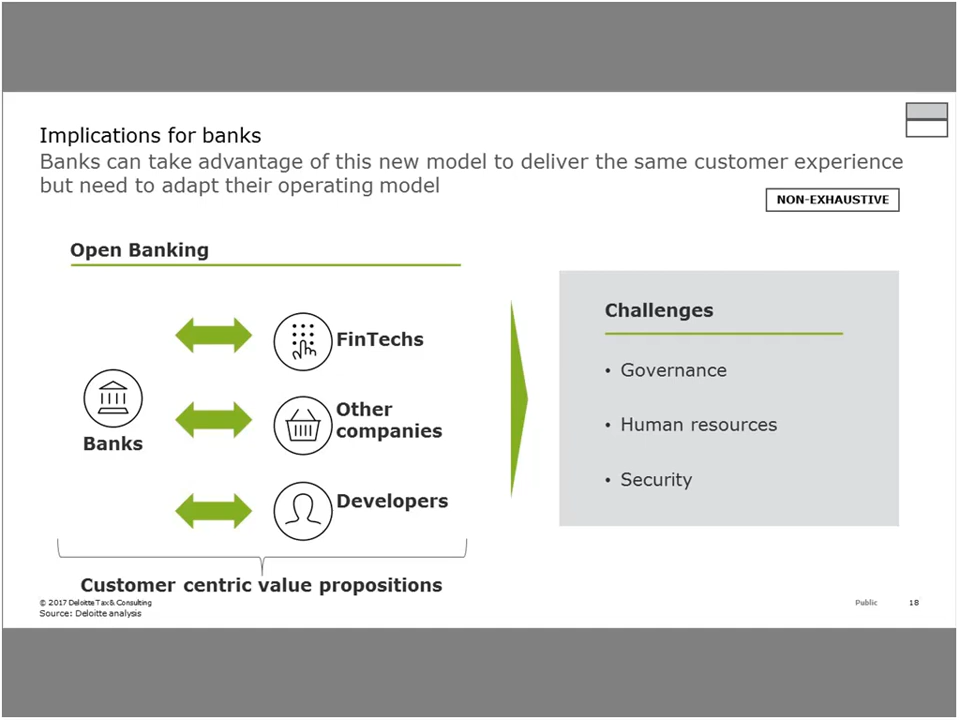 Implications for banks
Banks can take advantage of this new model to deliver the same customer experience
but need to adapt their operating model
NON-EXHAUSTIVE
Open Banking
FinTechs
Other
companies
Banks
Developers
Customer centric value propositions
Challenges
• Governance
• Human resources
• Security
© 2017 Deloitte Tax & Consulting
Source: Deloitte analysis
Public
18